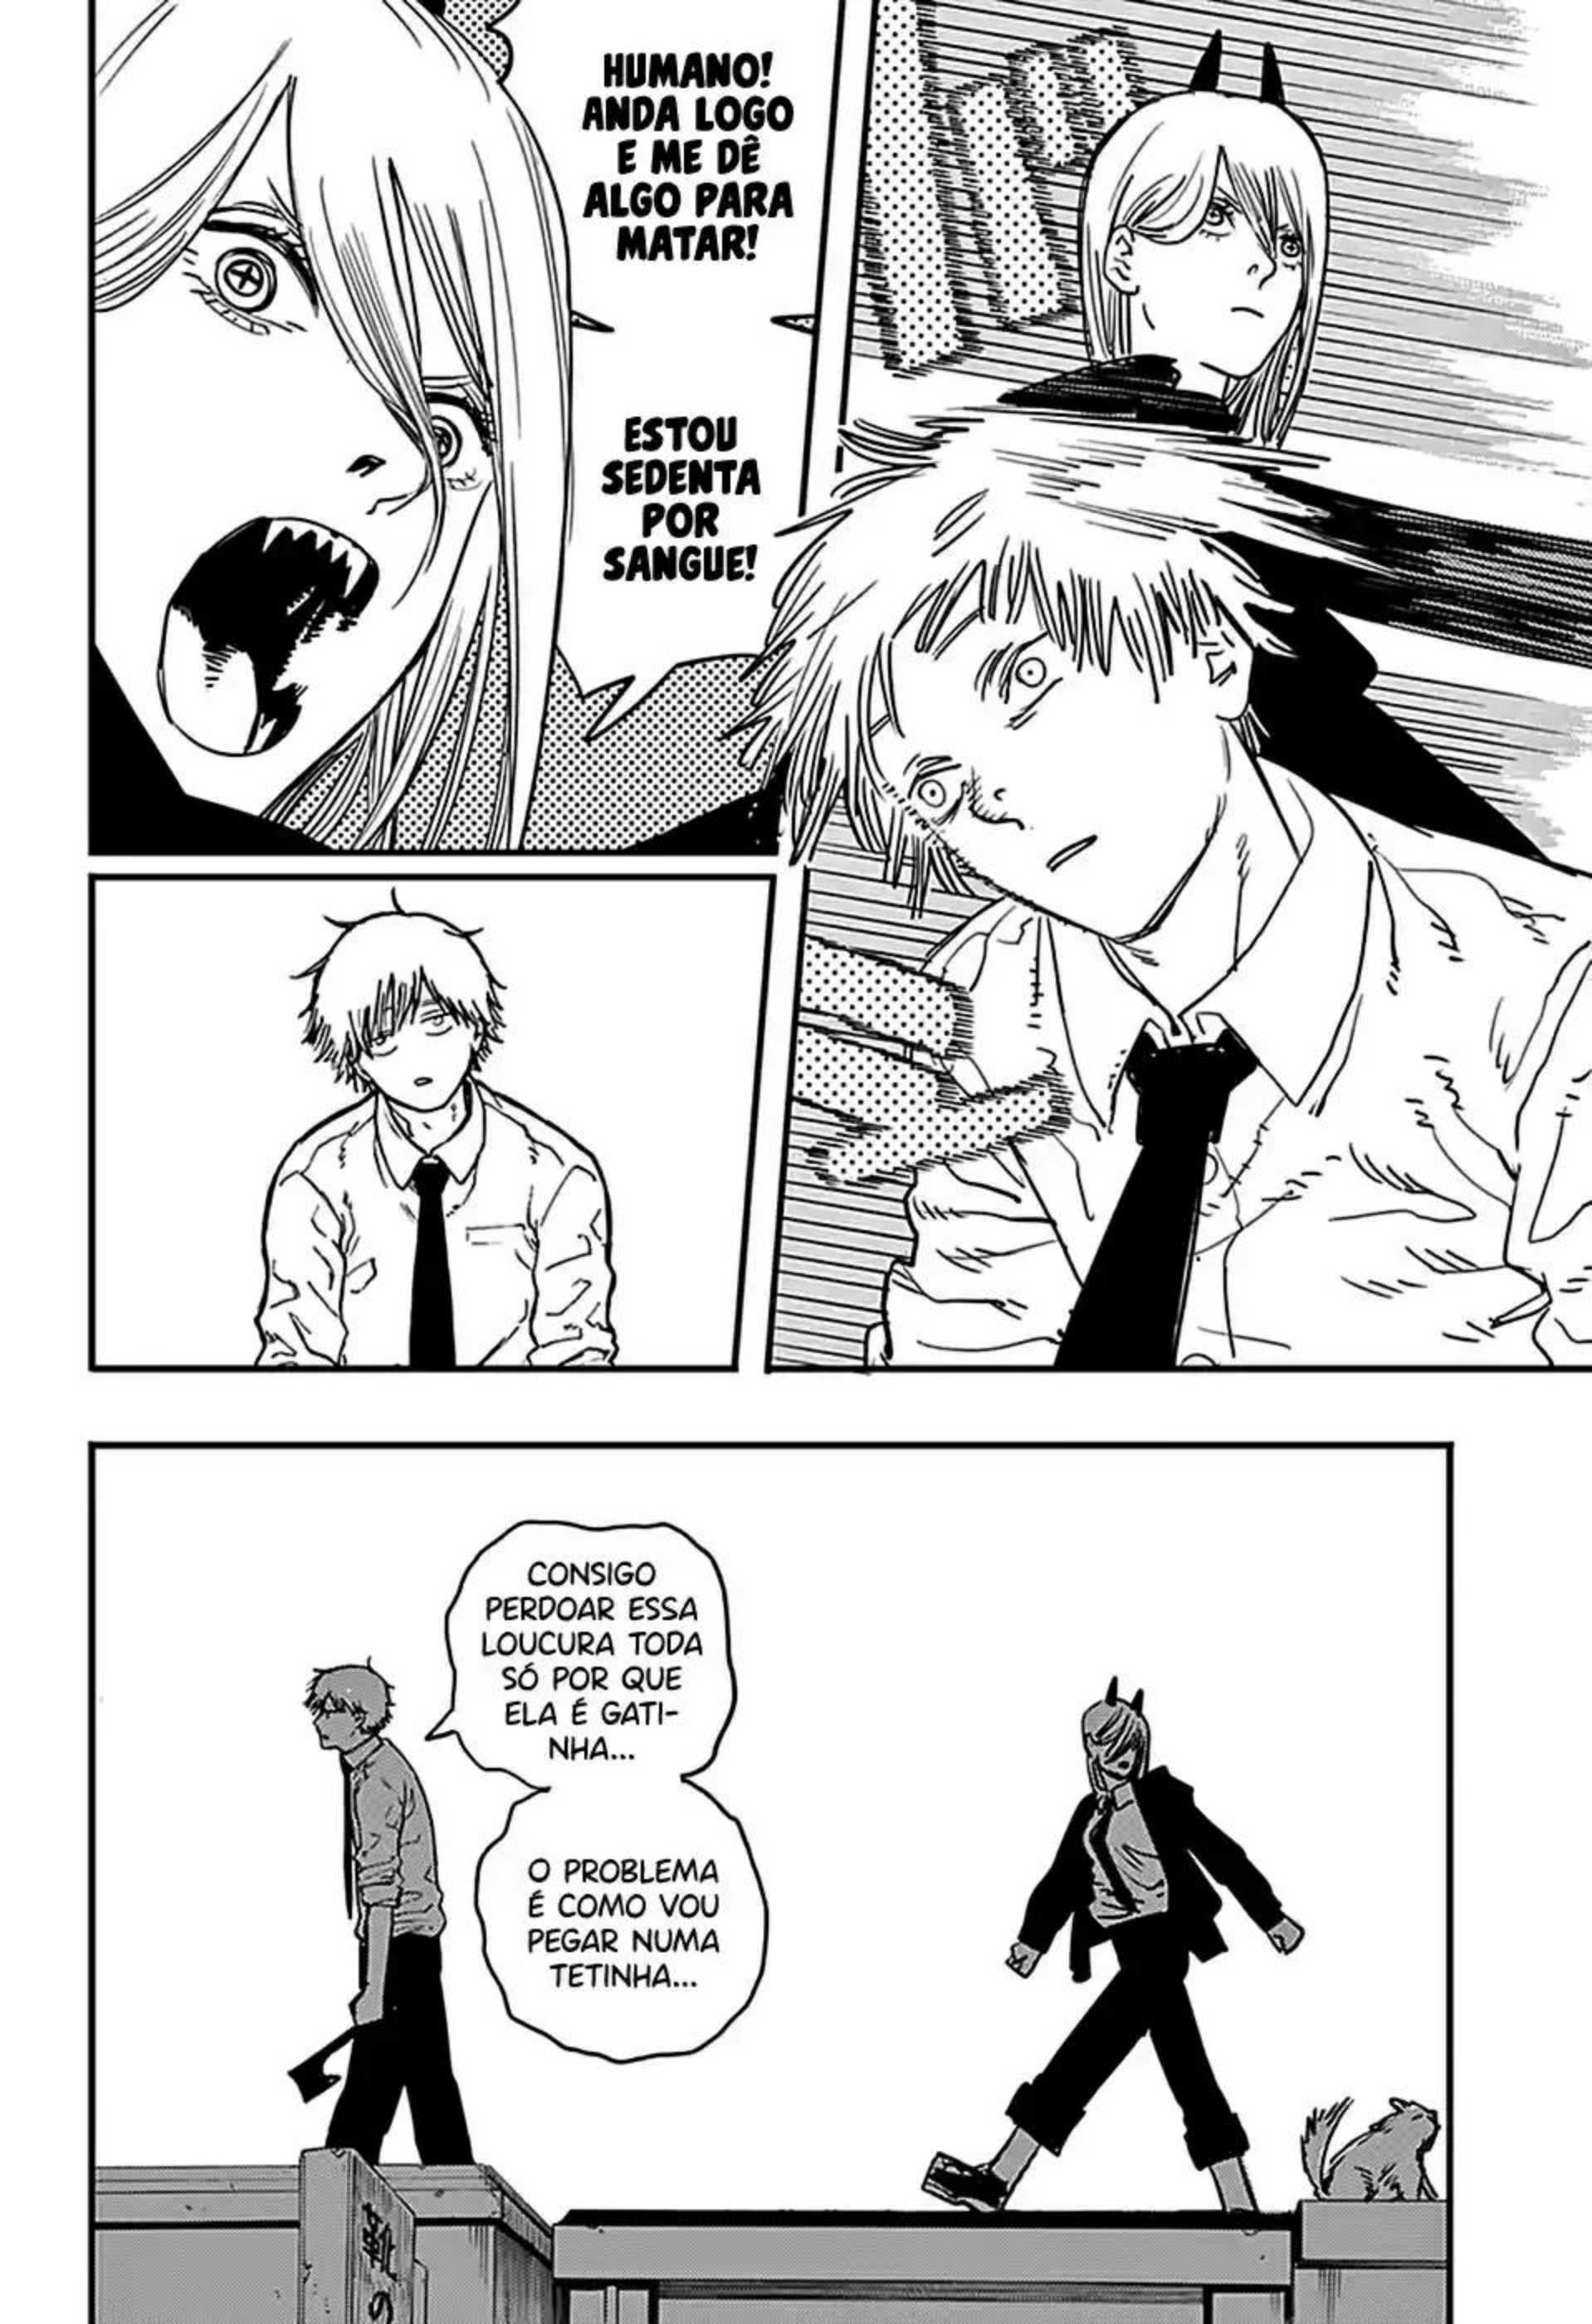 HUMANO!
ANDA LOGO
E ME DÊ
ALGO PARA
MATAR!
ESTOU
SEDENTA
POR
SANGUE!
CONSIGO
PERDOAR ESSA
LOUCURA TODA
SÓ POR QUE
ELA É GATI-
NHA...
O PROBLEMA
É COMO VOU
PEGAR NUMA
TETINHA...